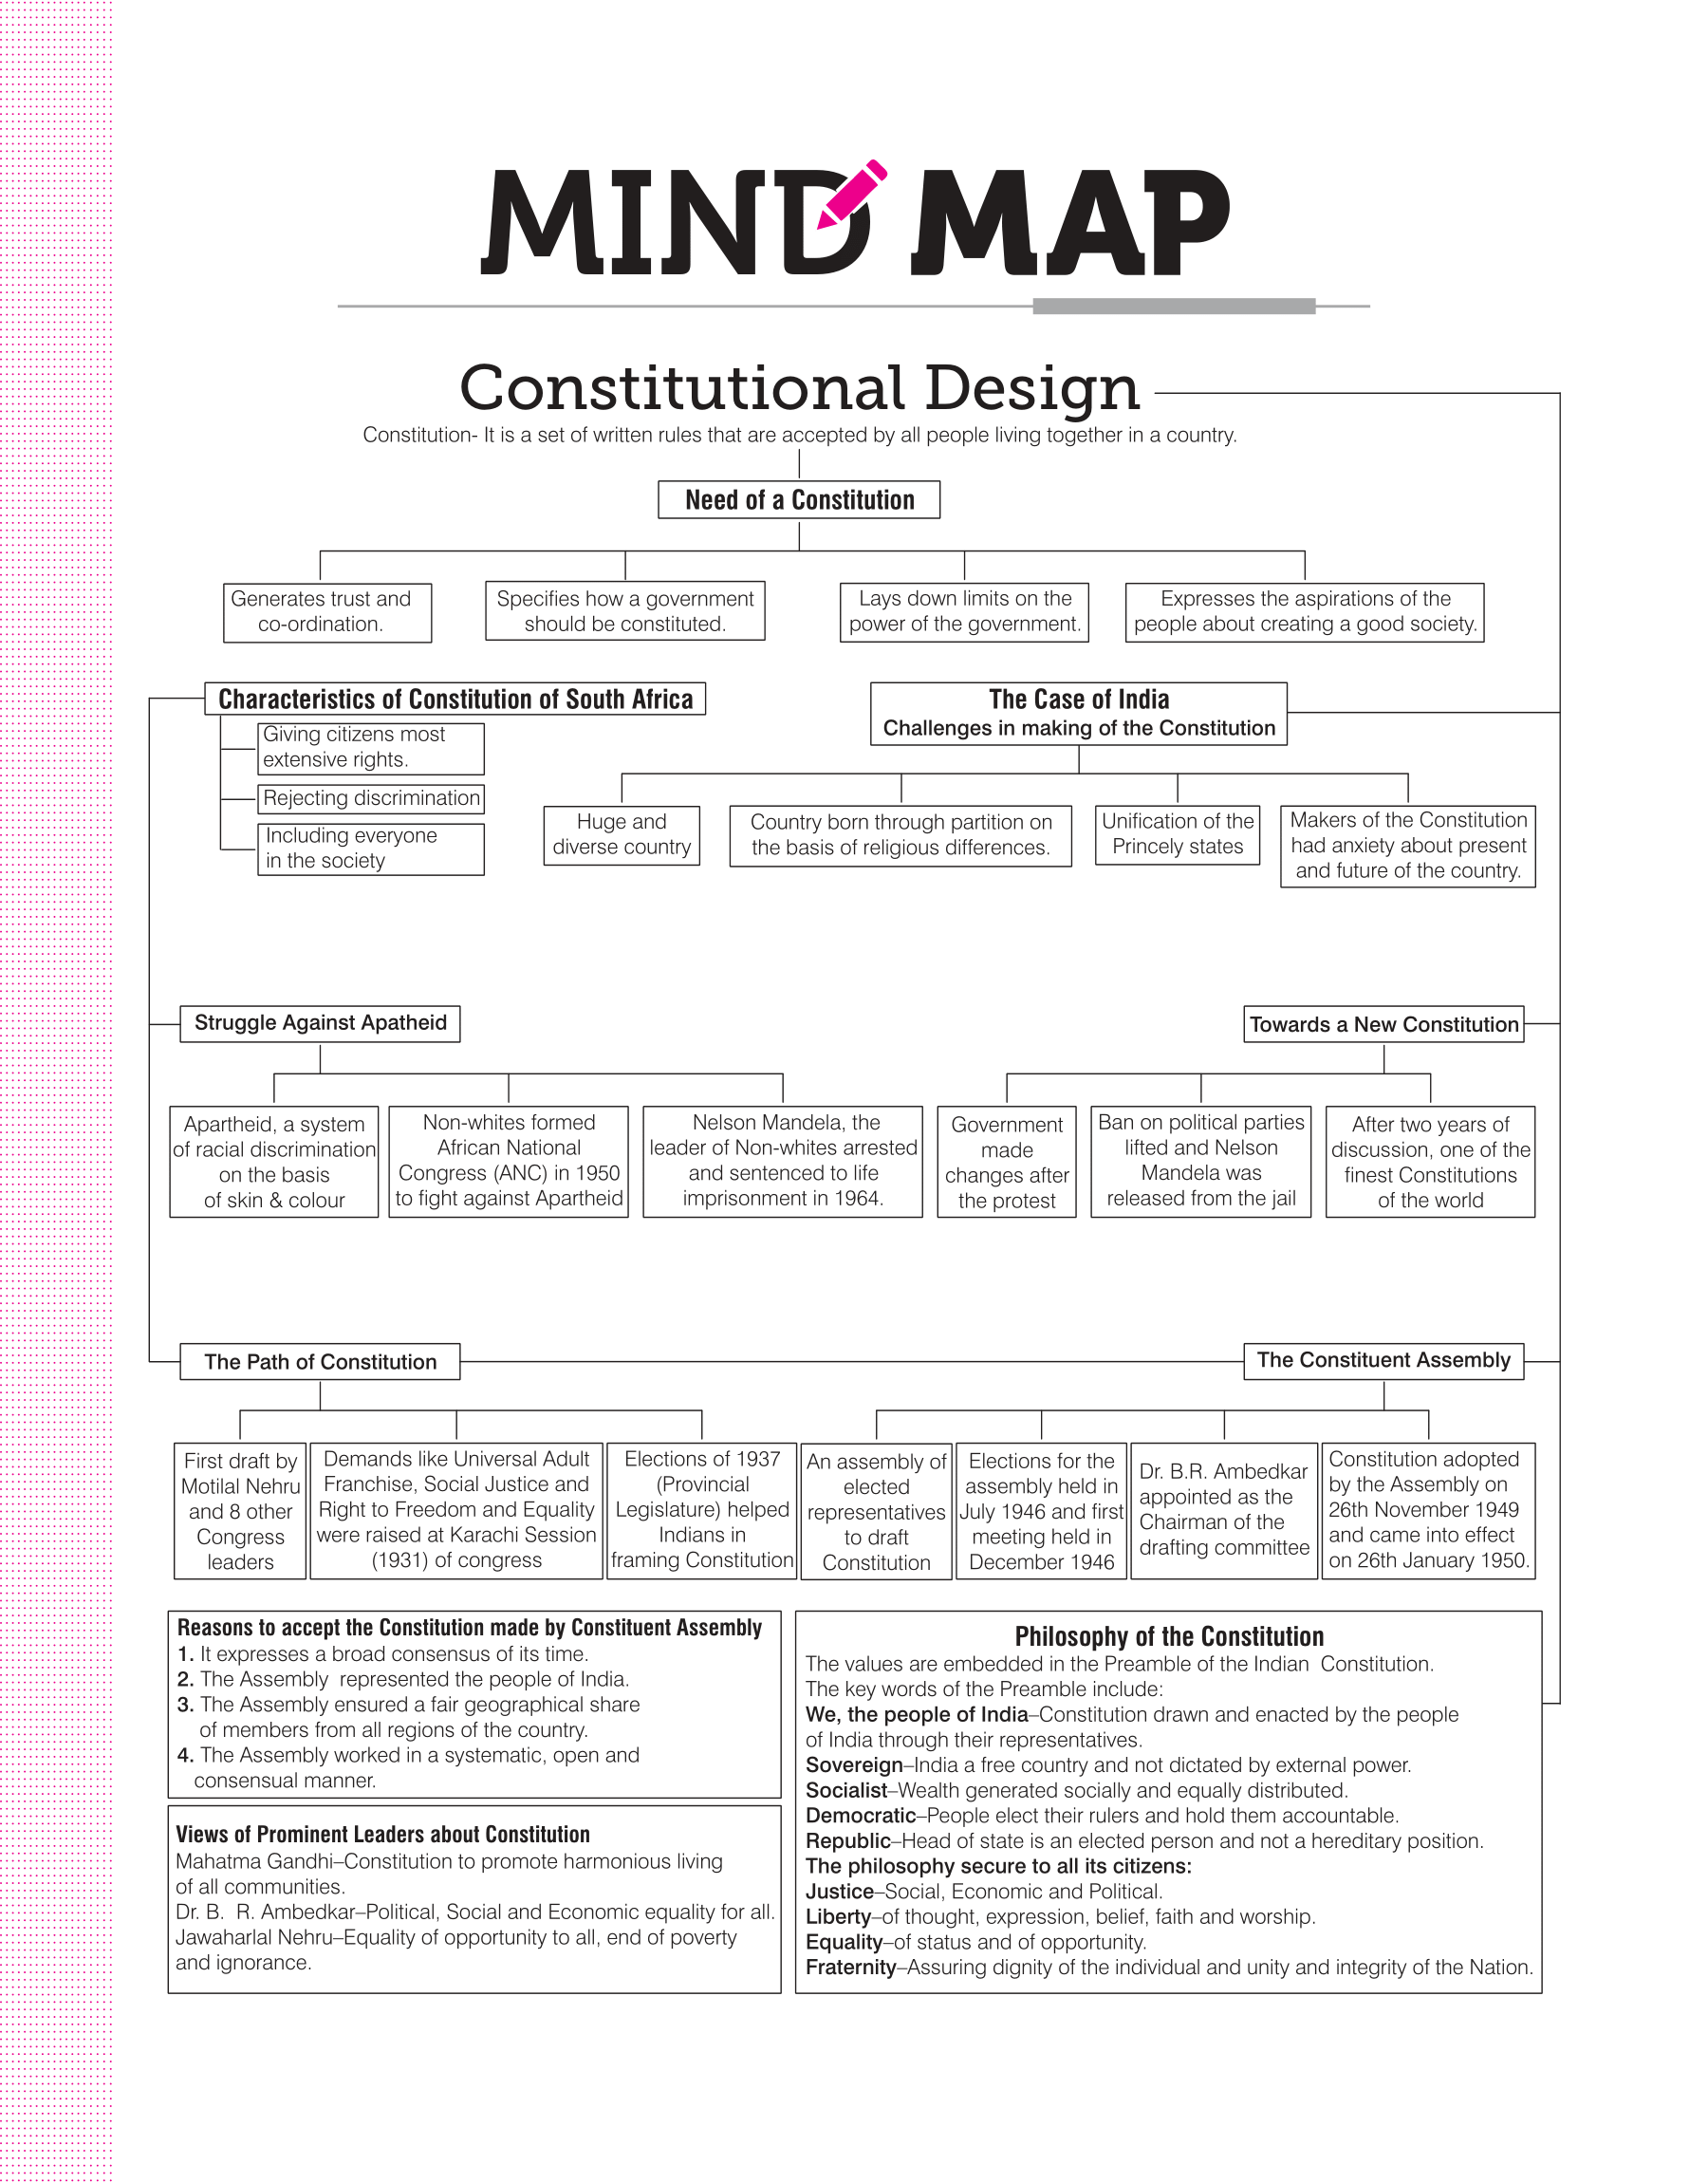 MIND MAP
Constitutional Design
Constitution- It is a set of written rules that are accepted by all people living together in a country.
Need of a Constitution
Generates trust and
co-ordination.
Specifies how a government
should be constituted.
Lays down limits on the
power of the government.
Expresses the aspirations of the
people about creating a good society.
Characteristics of Constitution of South Africa
Giving citizens most
extensive rights.
Rejecting discrimination
Including everyone
in the society
The Case of India
Challenges in making of the Constitution
Huge and
diverse country
Country born through partition on
the basis of religious differences.
Unification of the
Princely states
Makers of the Constitution
had anxiety about present
and future of the country.
Struggle Against Apatheid
Apartheid, a system
of racial discrimination
on the basis
of skin & colour
Non-whites formed
African National
Congress (ANC) in 1950
to fight against Apartheid
Nelson Mandela, the
leader of Non-whites arrested
and sentenced to life
imprisonment in 1964.
Towards a New Constitution
Government
made
changes after
the protest
Ban on political parties
lifted and Nelson
Mandela was
released from the jail
After two years of
discussion, one of the
finest Constitutions
of the world
The Path of Constitution
First draft by
Motilal Nehru
and 8 other
Congress
leaders
Demands like Universal Adult
Franchise, Social Justice and
Right to Freedom and Equality
were raised at Karachi Session
(1931) of congress
Elections of 1937
(Provincial
Legislature) helped
Indians in
framing Constitution
The Constituent Assembly
An assembly of
elected
representatives
to draft
Constitution
Elections for the
assembly held in
July 1946 and first
meeting held in
December 1946
Dr. B.R. Ambedkar
appointed as the
Chairman of the
drafting committee
Constitution adopted
by the Assembly on
26th November 1949
and came into effect
on 26th January 1950.
Reasons to accept the Constitution made by Constituent Assembly
1. It expresses a broad consensus of its time.
2. The Assembly represented the people of India.
3. The Assembly ensured a fair geographical share
of members from all regions of the country.
4. The Assembly worked in a systematic, open and
consensual manner.
Views of Prominent Leaders about Constitution
Mahatma Gandhi–Constitution to promote harmonious living
of all communities.
Dr. B. R. Ambedkar–Political, Social and Economic equality for all.
Jawaharlal Nehru–Equality of opportunity to all, end of poverty
and ignorance.
Philosophy of the Constitution
The values are embedded in the Preamble of the Indian Constitution.
The key words of the Preamble include:
We, the people of India–Constitution drawn and enacted by the people
of India through their representatives.
Sovereign–India a free country and not dictated by external power.
Socialist–Wealth generated socially and equally distributed.
Democratic–People elect their rulers and hold them accountable.
Republic–Head of state is an elected person and not a hereditary position.
The philosophy secure to all its citizens:
Justice–Social, Economic and Political.
Liberty–of thought, expression, belief, faith and worship.
Equality–of status and of opportunity.
Fraternity–Assuring dignity of the individual and unity and integrity of the Nation.